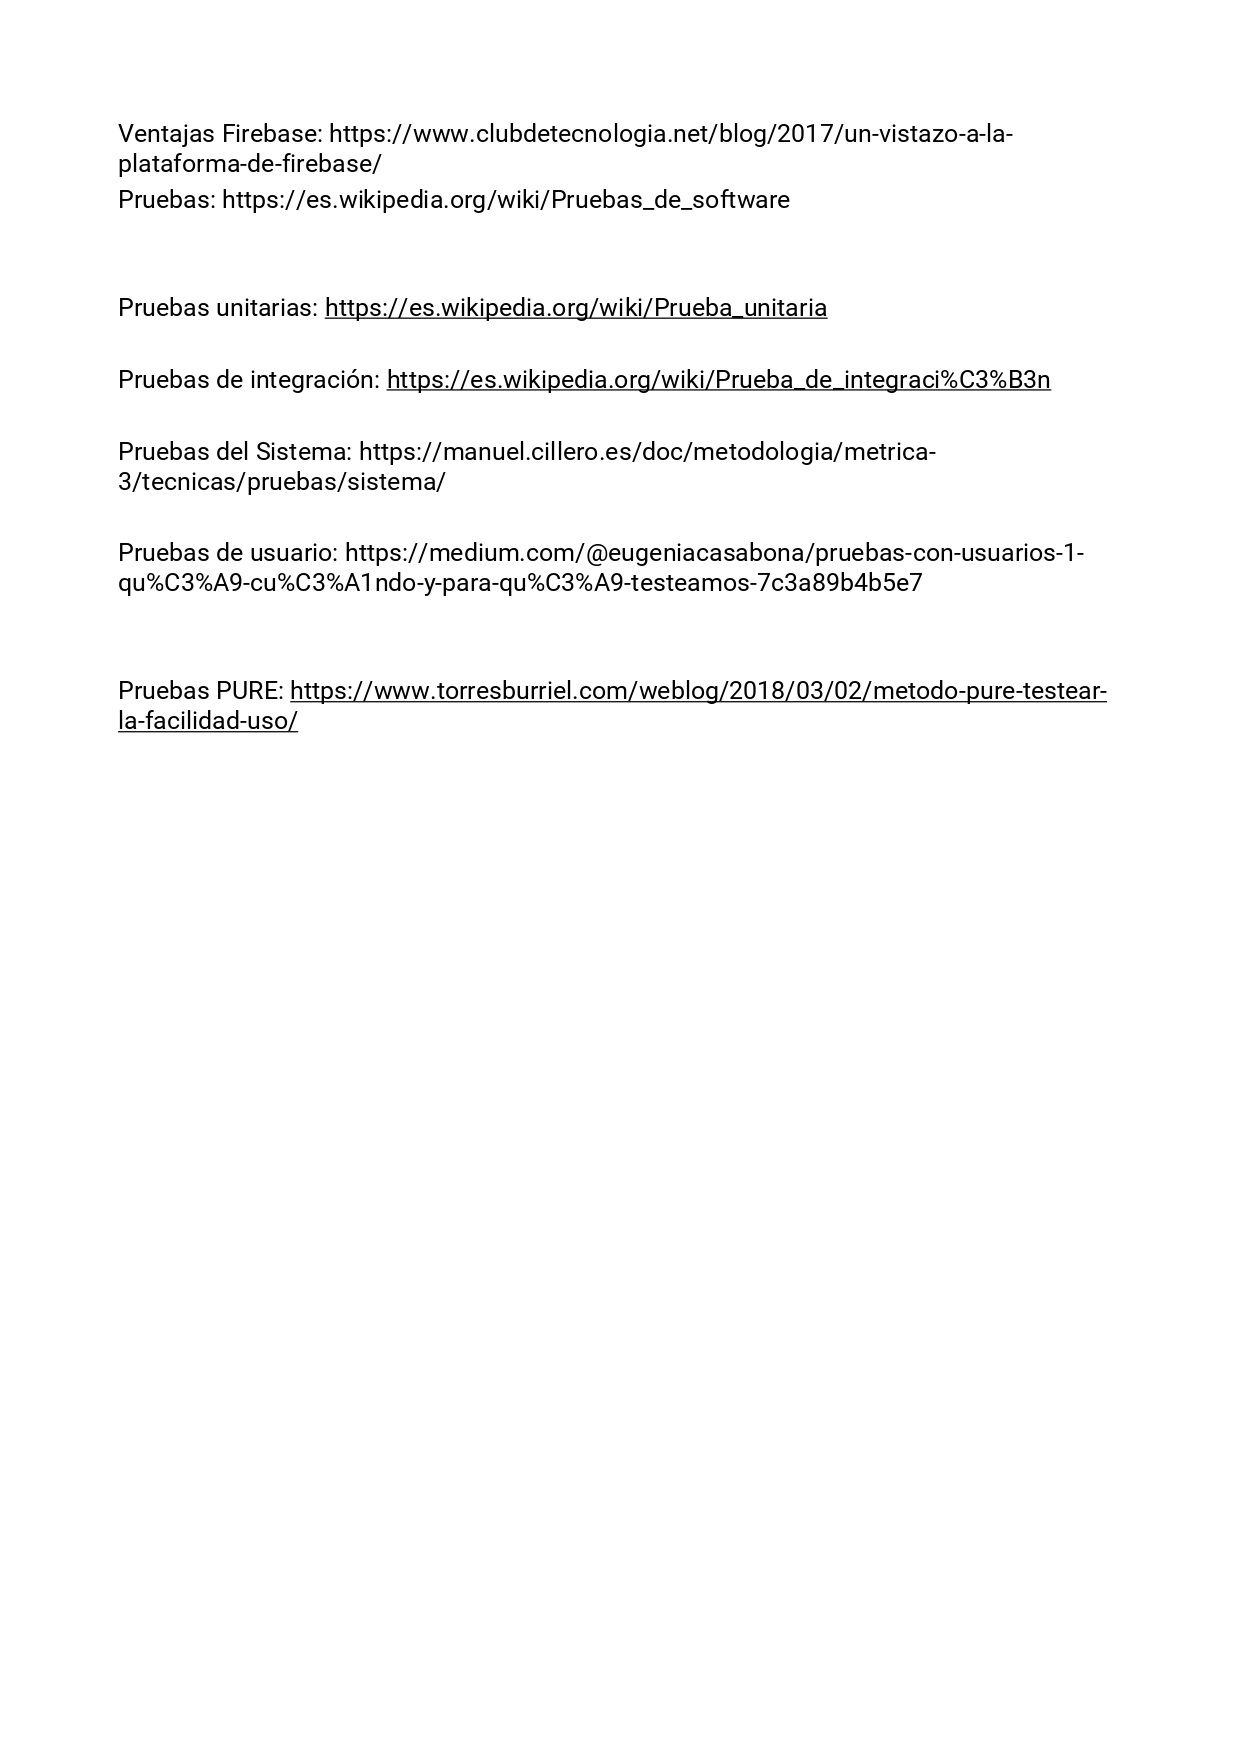 Ventajas Firebase: https://www.clubdetecnologia.net/blog/2017/un-vistazo-a-la-
plataforma-de-firebase/
Pruebas: https://es.wikipedia.org/wiki/Pruebas_de_software
Pruebas unitarias: https://es.wikipedia.org/wiki/Prueba_unitaria
Pruebas de integración: https://es.wikipedia.org/wiki/Prueba_de_integraci%C3%B3n
Pruebas del Sistema: https://manuel.cillero.es/doc/metodologia/metrica-
3/tecnicas/pruebas/sistema/
Pruebas de usuario: https://medium.com/@eugeniacasabona/pruebas-con-usuarios-1-
qu%C3%A9-cu%C3%A1ndo-y-para-qu%C3%A9-testeamos-7c3a89b4b5e7
Pruebas PURE: https://www.torresburriel.com/weblog/2018/03/02/metodo-pure-testear-
la-facilidad-uso/